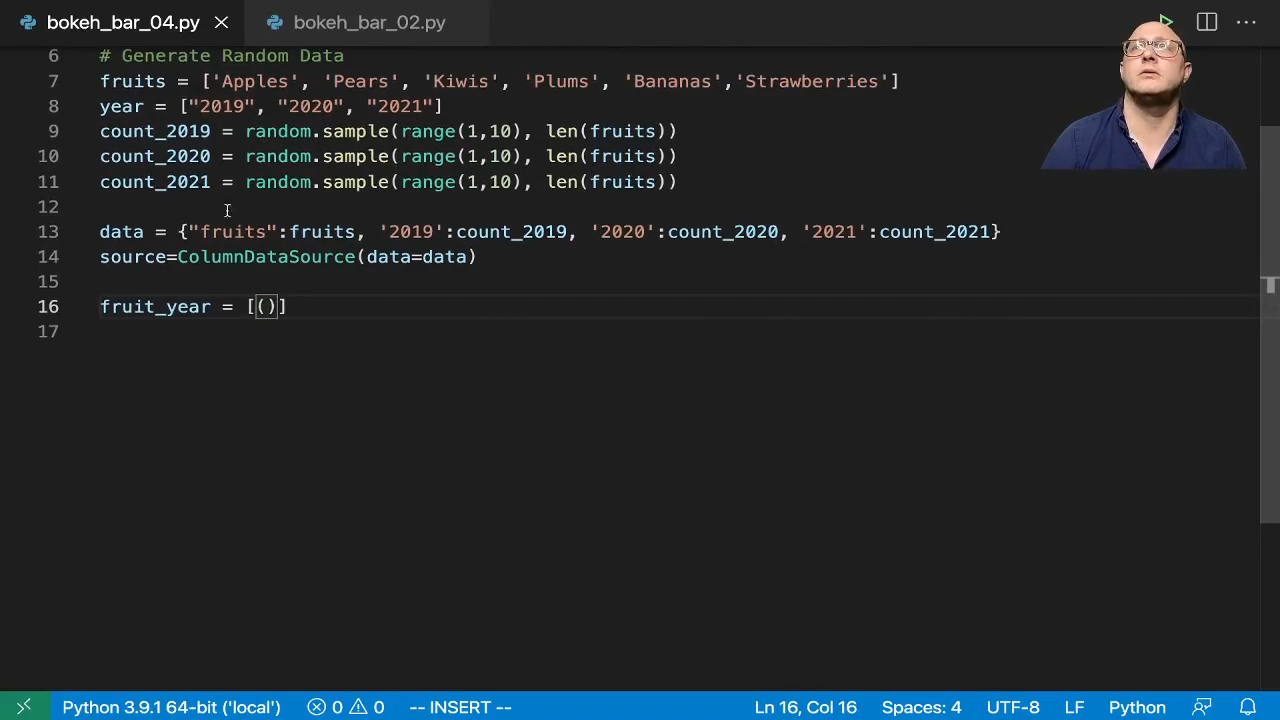 bokeh_bar_04.py
bokeh_bar_02.py
6 # Generate Random Data
7 fruits = ['Apples', 'Pears', 'Kiwis', 'Plums', 'Bananas','Strawberries']
8 year = ["2019", "2020", "2021"]
9 count_2019 = random.sample(range(1,10), len(fruits))
10 count_2020 = random.sample(range(1,10), len(fruits))
11 count_2021 = random.sample(range(1,10), len(fruits))
12
13 data = {"fruits":fruits, '2019':count_2019, '2020':count_2020, '2021':count_2021}
14 source=ColumnDataSource(data=data)
15
16 fruit_year = [()]
17
Python 3.9.1 64-bit ('local') 0 0 -- INSERT -- Ln 16, Col 16 Spaces: 4 UTF-8 LF Python